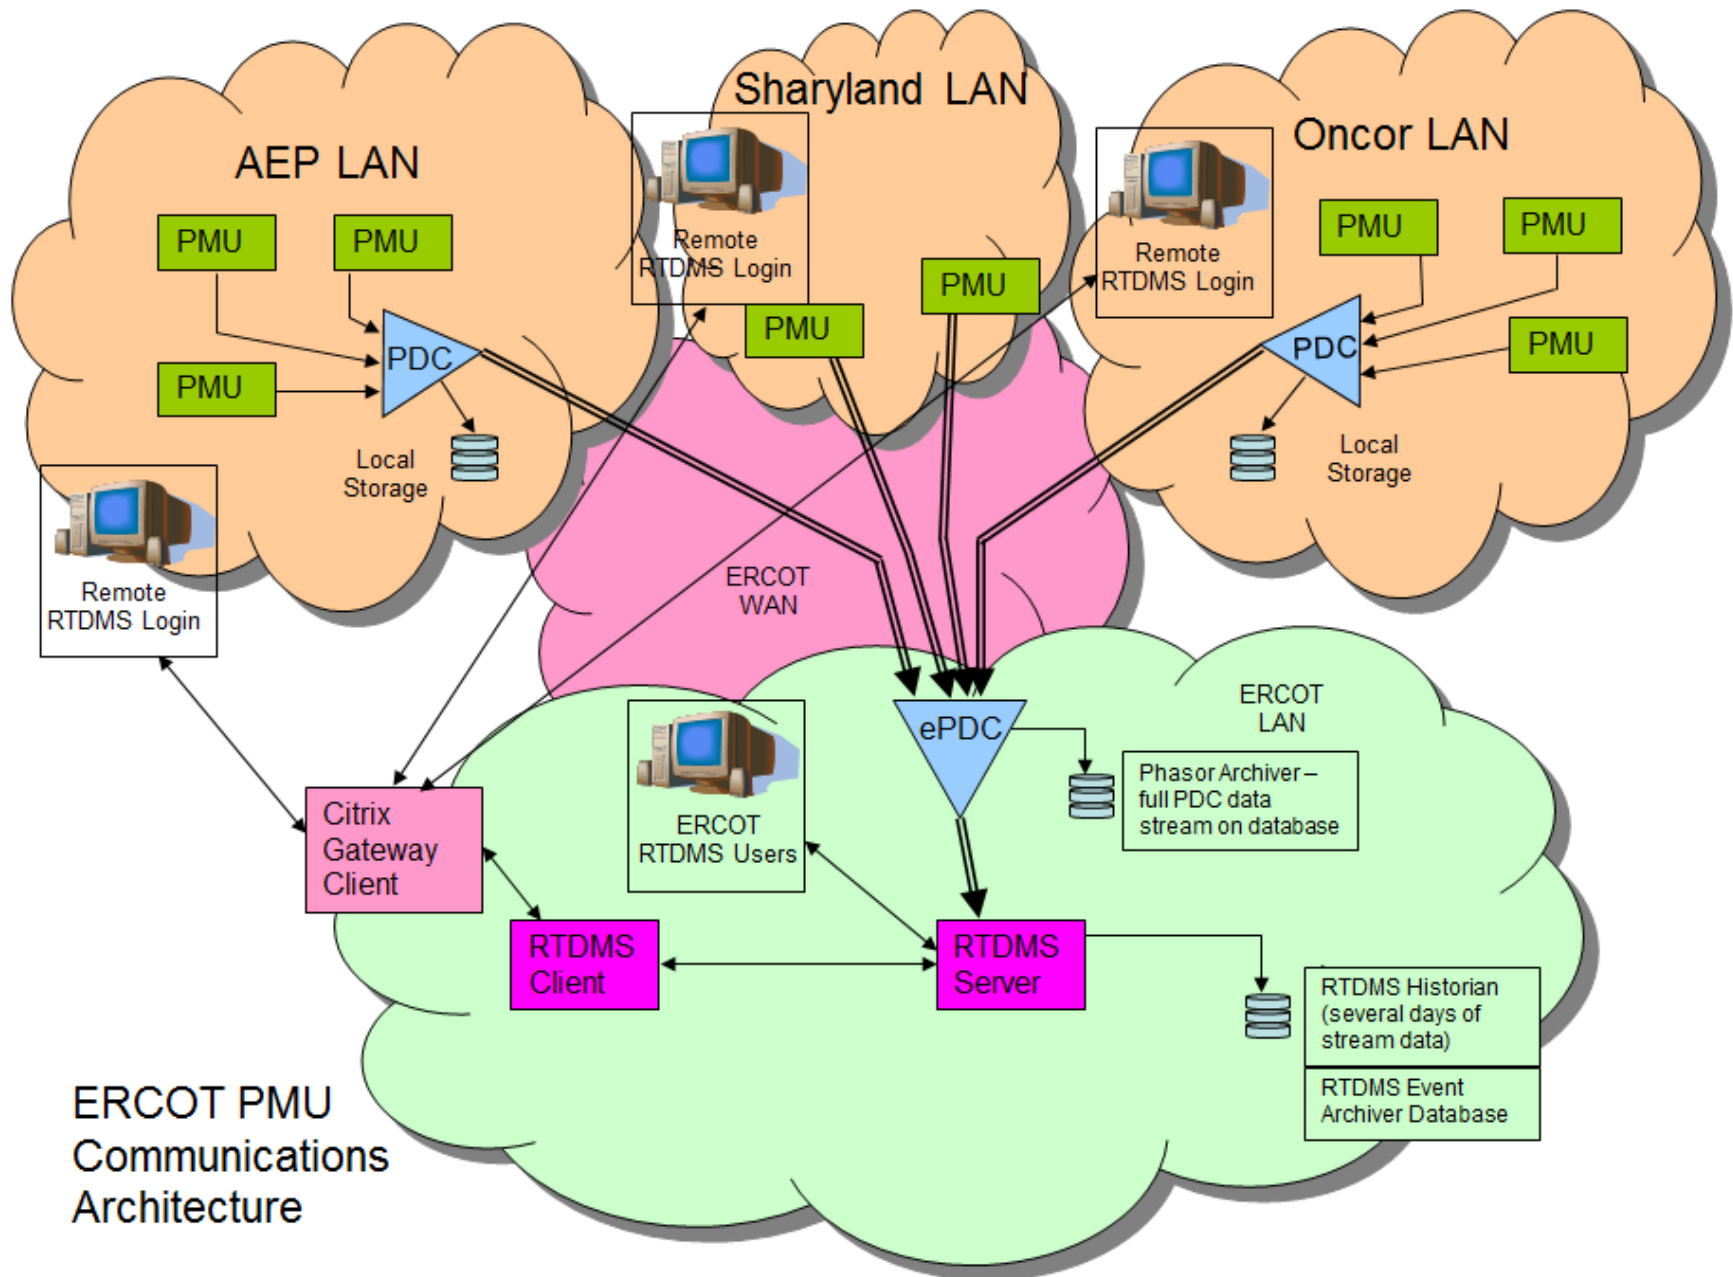 Sharyland LAN
AEP LAN
Oncor LAN
PMU
PMU
PMU
PDC
Local
Storage
Remote
RTDMS Login
Remote
RTDMS Login
PMU
PMU
Remote
RTDMS Login
PMU
PMU
PMU
PDC
Local
Storage
ERCOT
WAN
ERCOT
LAN
ePDC
Phasor Archiver –
full PDC data
stream on database
ERCOT
RTDMS Users
Citrix
Gateway
Client
RTDMS
Client
RTDMS
Server
RTDMS Historian
(several days of
stream data)
RTDMS Event
Archiver Database
ERCOT PMU
Communications
Architecture